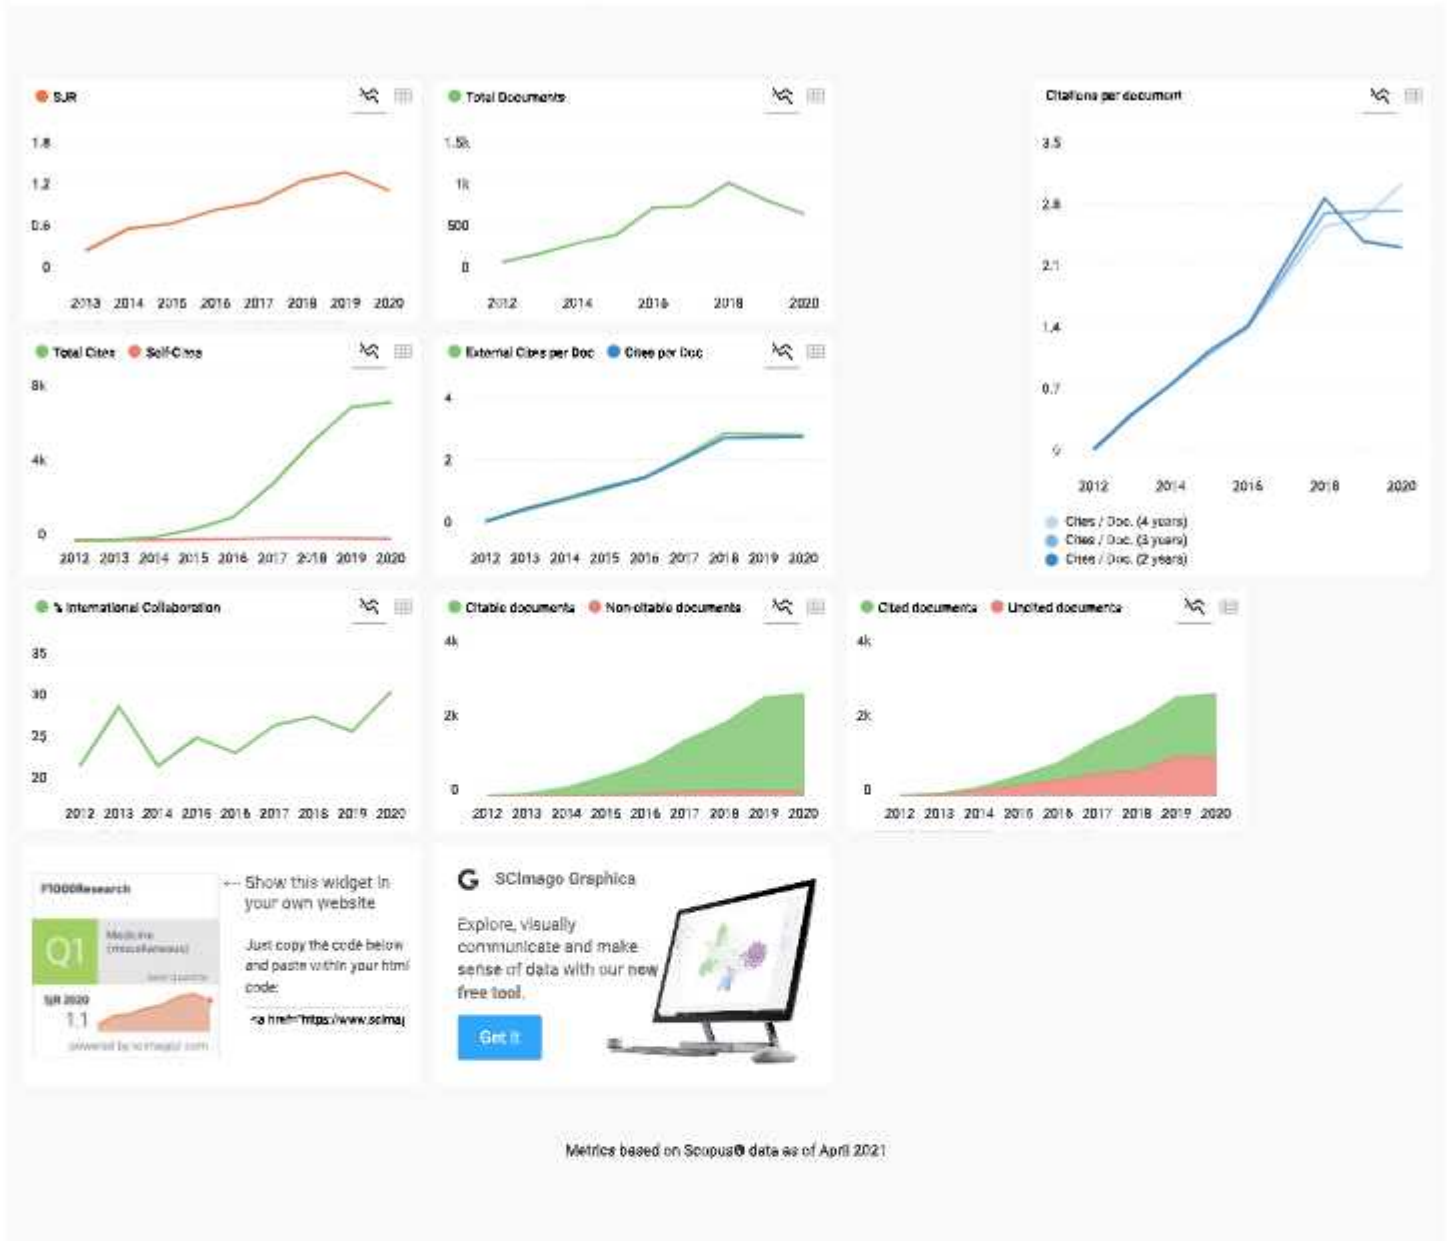 SJR
1.8
1.2
0.6
0
2013 2014 2015 2016 2017 2018 2019 2020
Total Documents
1.5k
1k
500
0
2012 2014 2016 2018 2020
Citations per document
3.5
2.8
2.1
1.4
0.7
0
2012 2014 2016 2018 2020
Cites / Doc. (4 years)
Cites / Doc. (3 years)
Cites / Doc. (2 years)
Total Cites Self-Cites
8k
4k
0
2012 2013 2014 2015 2016 2017 2018 2019 2020
External Cites per Doc Cites per Doc
4
2
0
2012 2013 2014 2015 2016 2017 2018 2019 2020
% International Collaboration
35
30
25
20
2012 2013 2014 2015 2016 2017 2018 2019 2020
Citable documents Non-citable documents
4k
2k
0
2012 2013 2014 2015 2016 2017 2018 2019 2020
Cited documents Uncited documents
4k
2k
0
2012 2013 2014 2015 2016 2017 2018 2019 2020
F1000Research
Q1
Medicine
(miscellaneous)
best quartile
SJR 2020
1.1
powered by scimagojr.com
←- Show this widget in
your own website
Just copy the code below
and paste within your html
code:
<a href="https://www.scimaj
G SCImago Graphica
Explore, visually
communicate and make
sense of data with our new
free tool.
Get it
Metrics based on Scopus® data as of April 2021